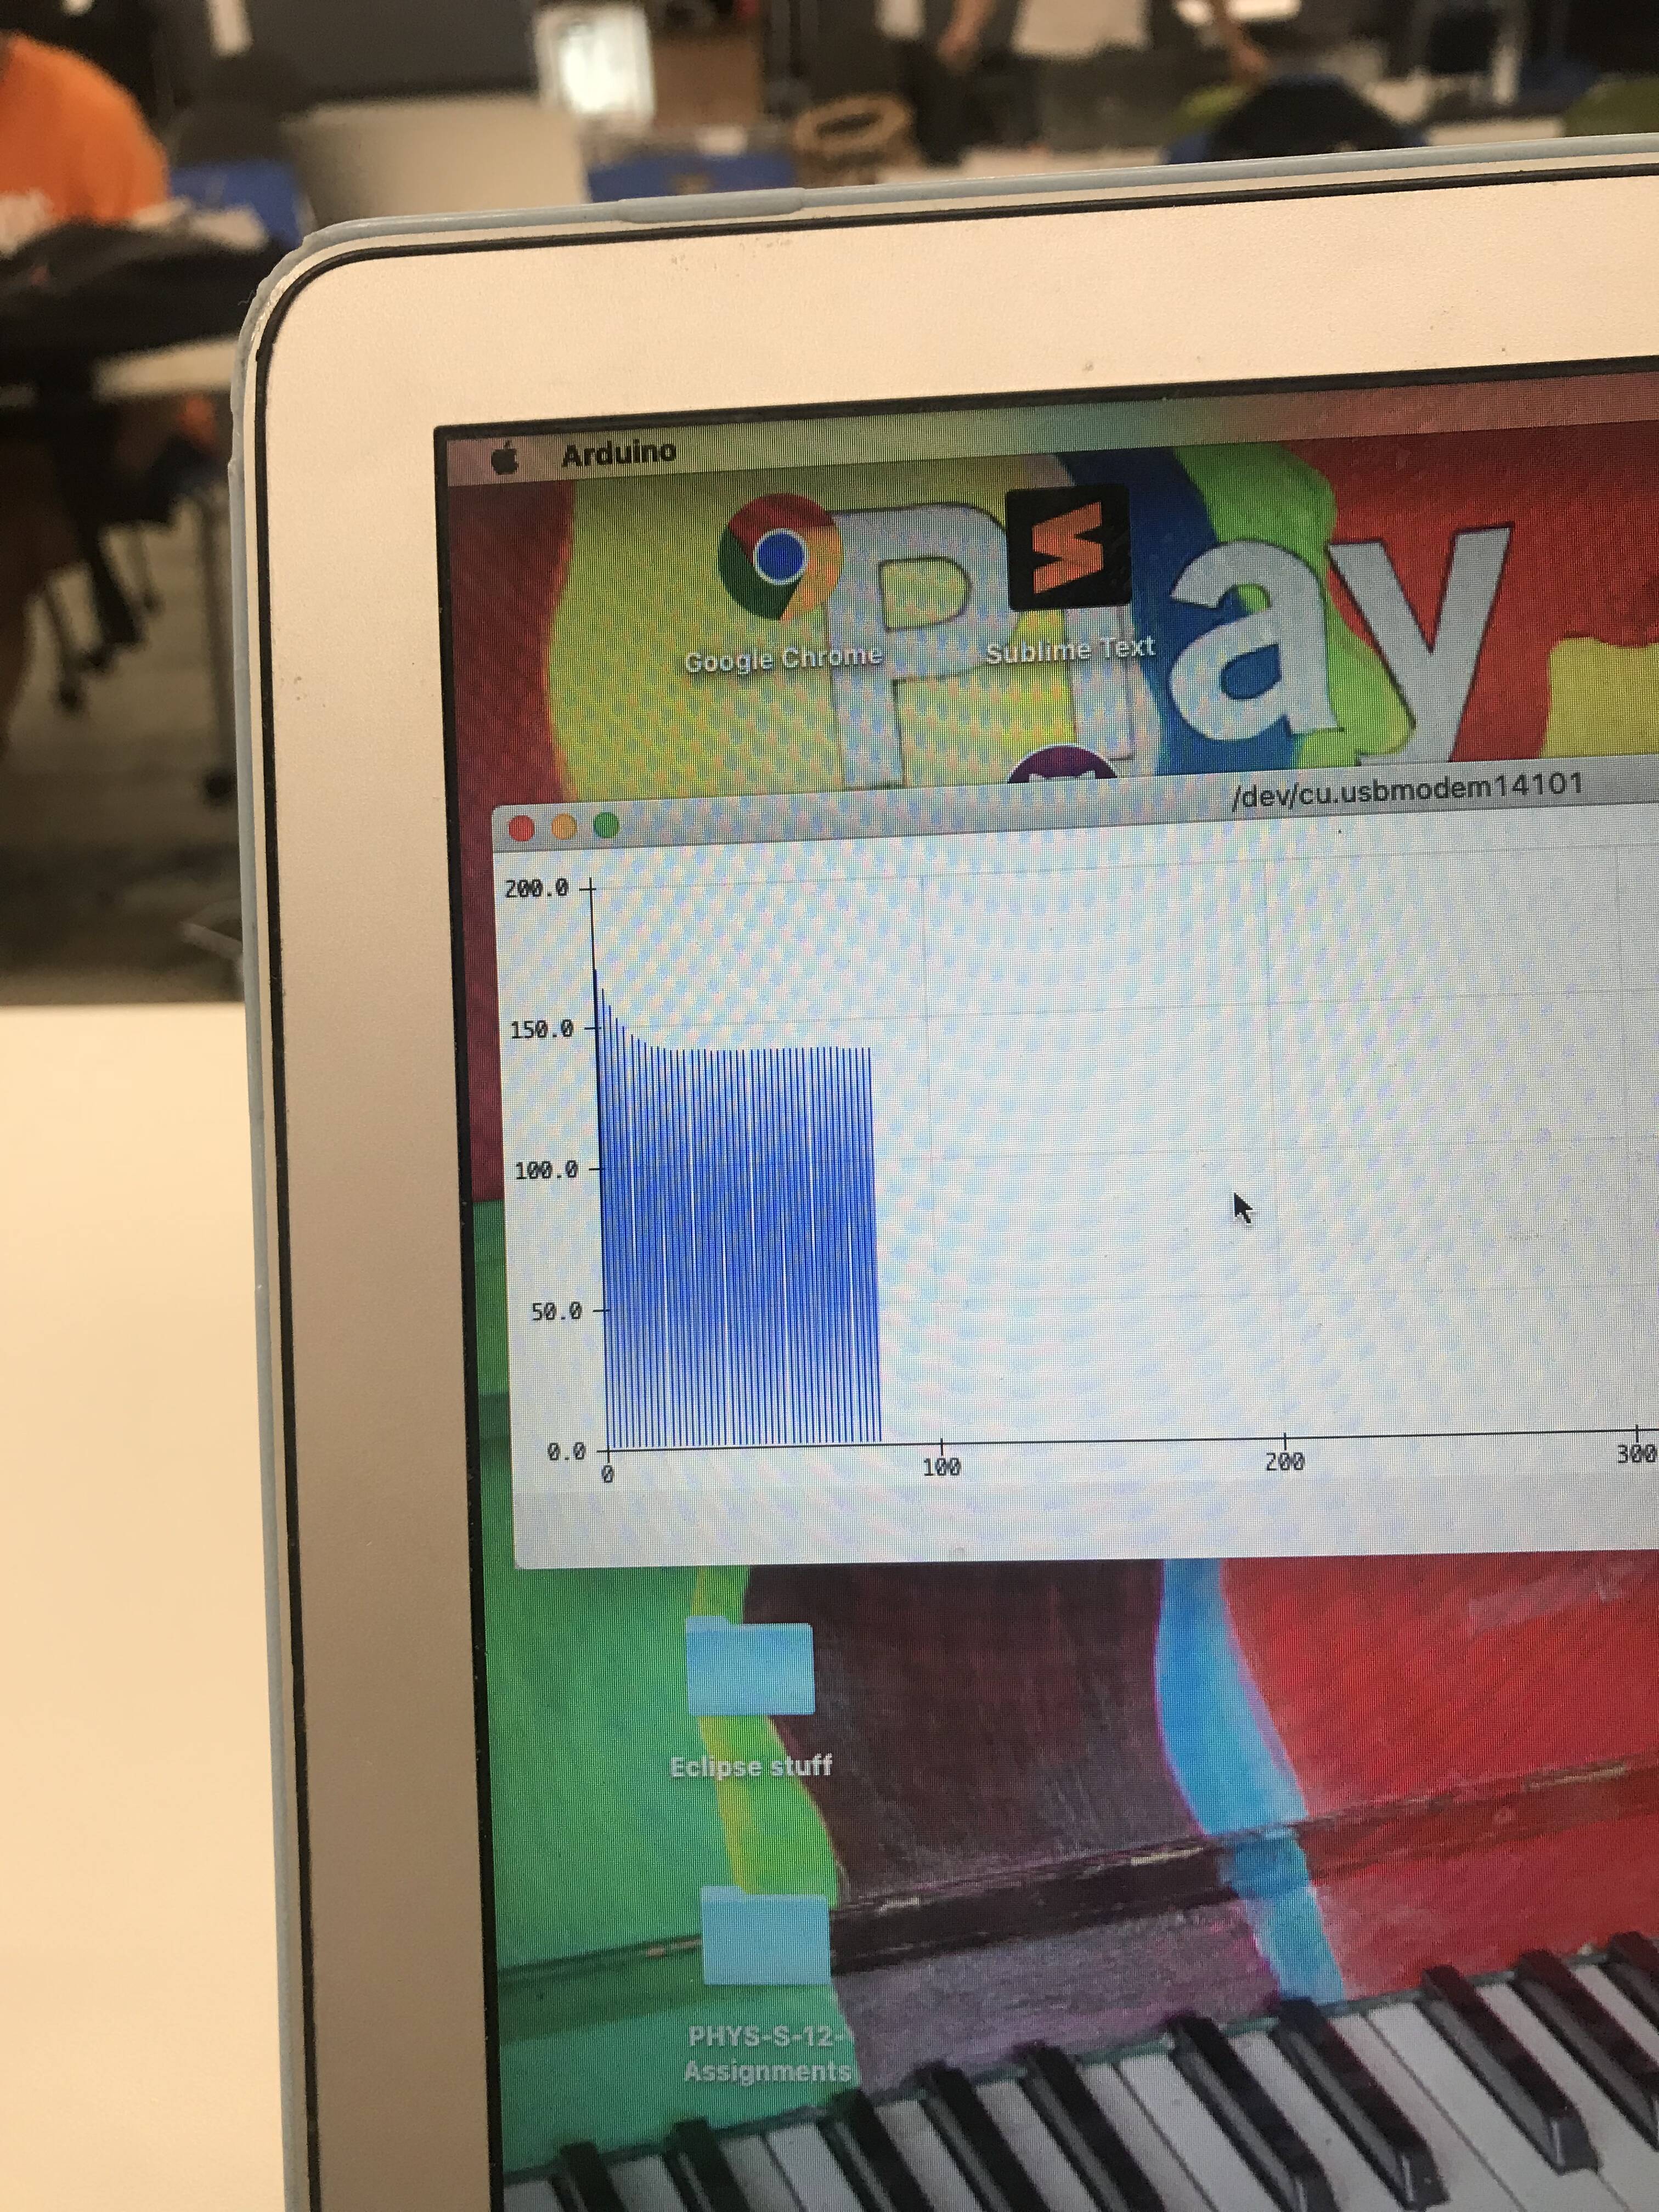 Arduino
Play
Google Chrome
Sublime Text
/dev/cu.usbmodem14101
200.0
150.0
100.0
50.0
0.0
0
100
200
300
Eclipse stuff
PHYS-S-12-
Assignments